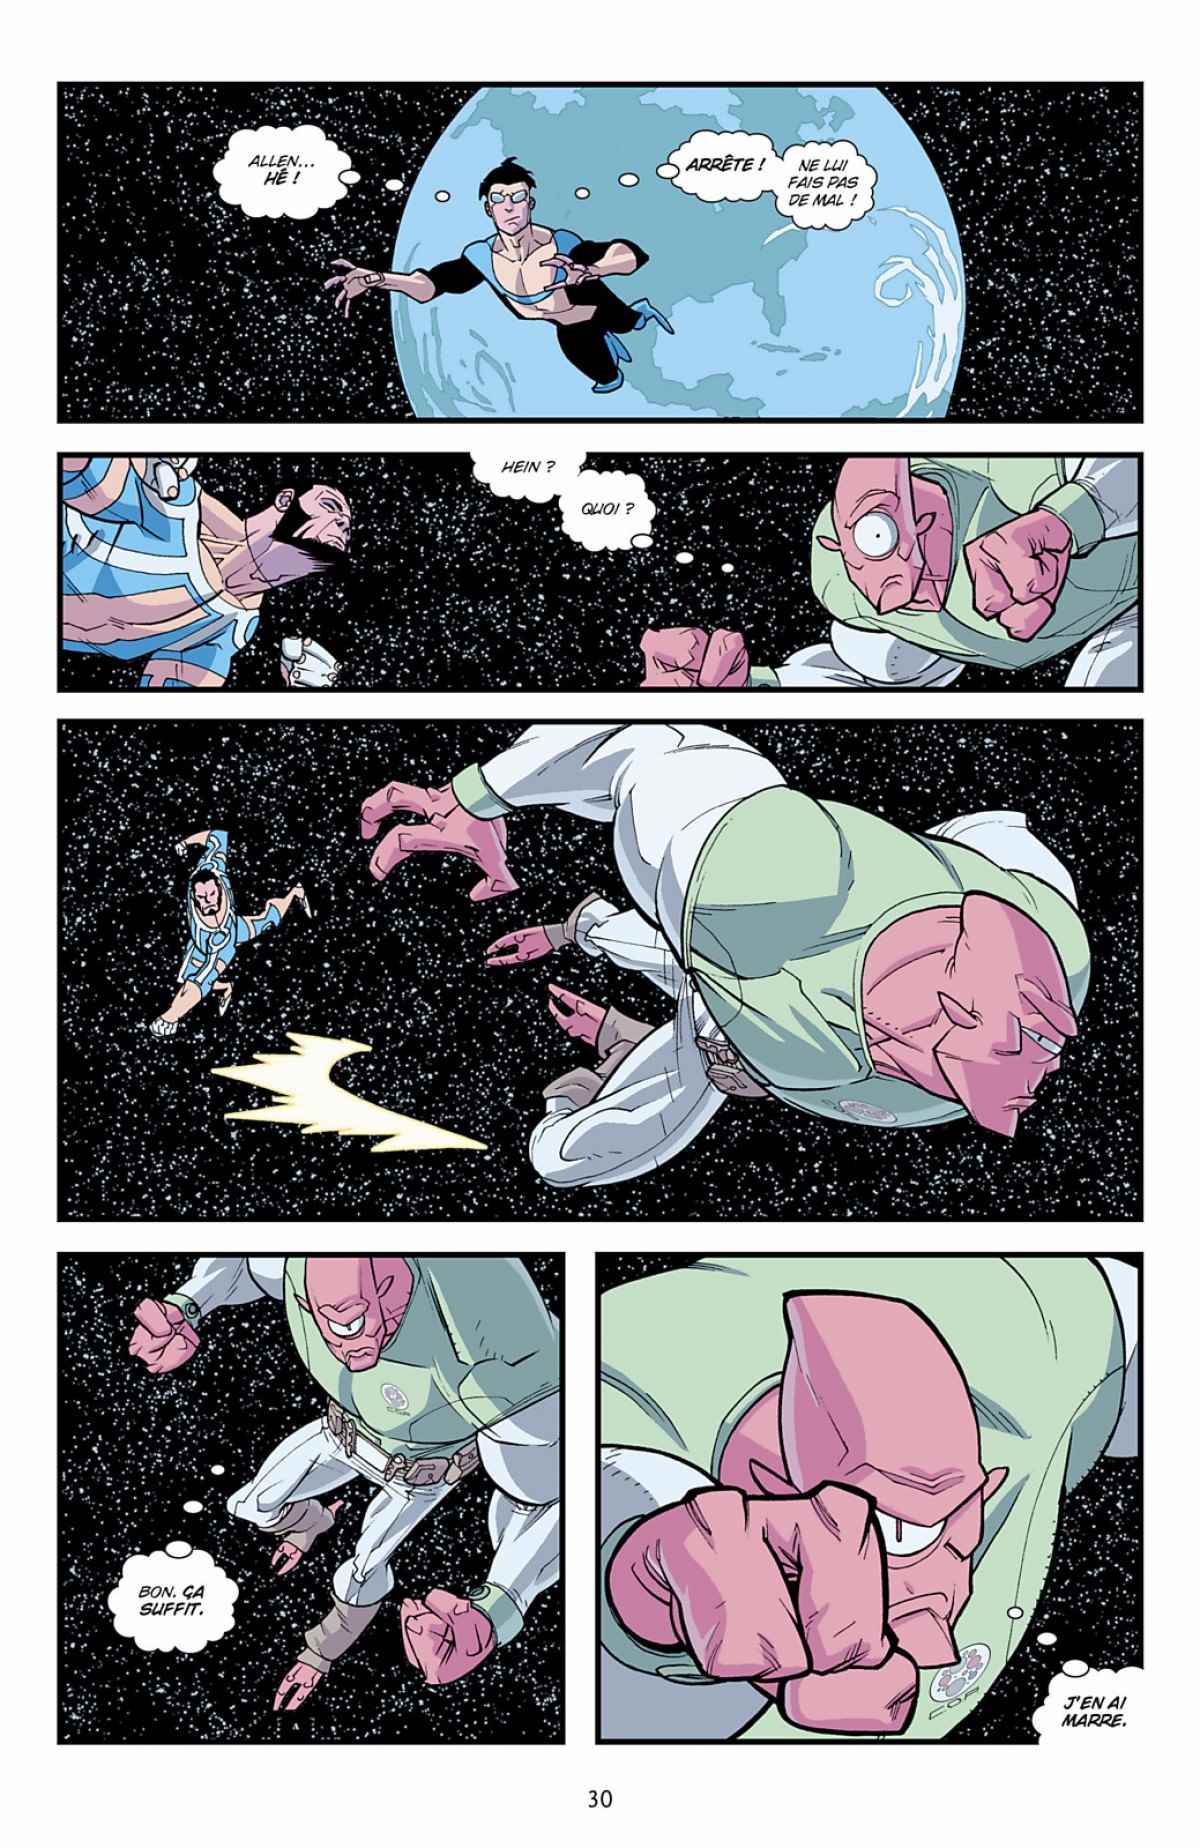 ALLEN...
HÉ !
ARRÊTE !
NE LUI
FAIS PAS
DE MAL !
HEIN ?
QUOI ?
BON. ÇA
SUFFIT.
J'EN AI
MARRE.
30